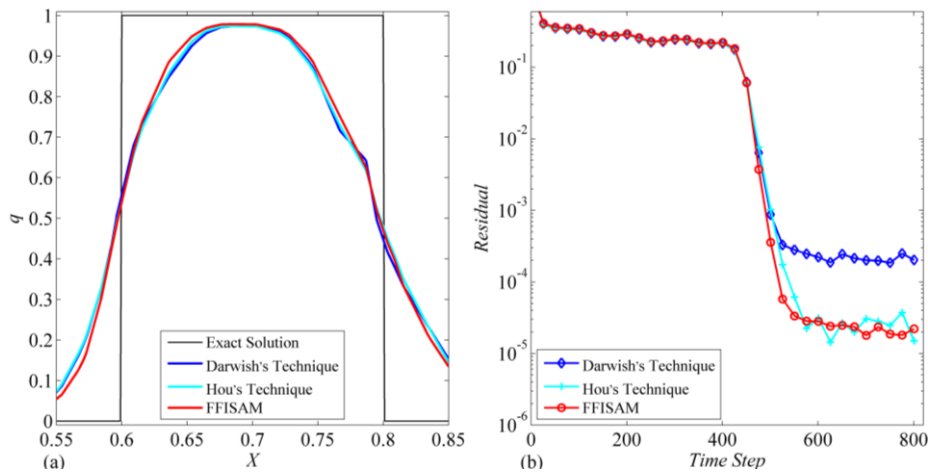 1
0.9
0.8
0.7
0.6
0.5
0.4
0.3
0.2
0.1
0
q
Exact Solution
Darwish's Technique
Hou's Technique
FFISAM
0.55 0.6 0.65 0.7 0.75 0.8 0.85
(a) X
10-1
10-2
10-3
10-4
10-5
10-6
Residual
Darwish's Technique
Hou's Technique
FFISAM
0 200 400 600 800
(b) Time Step